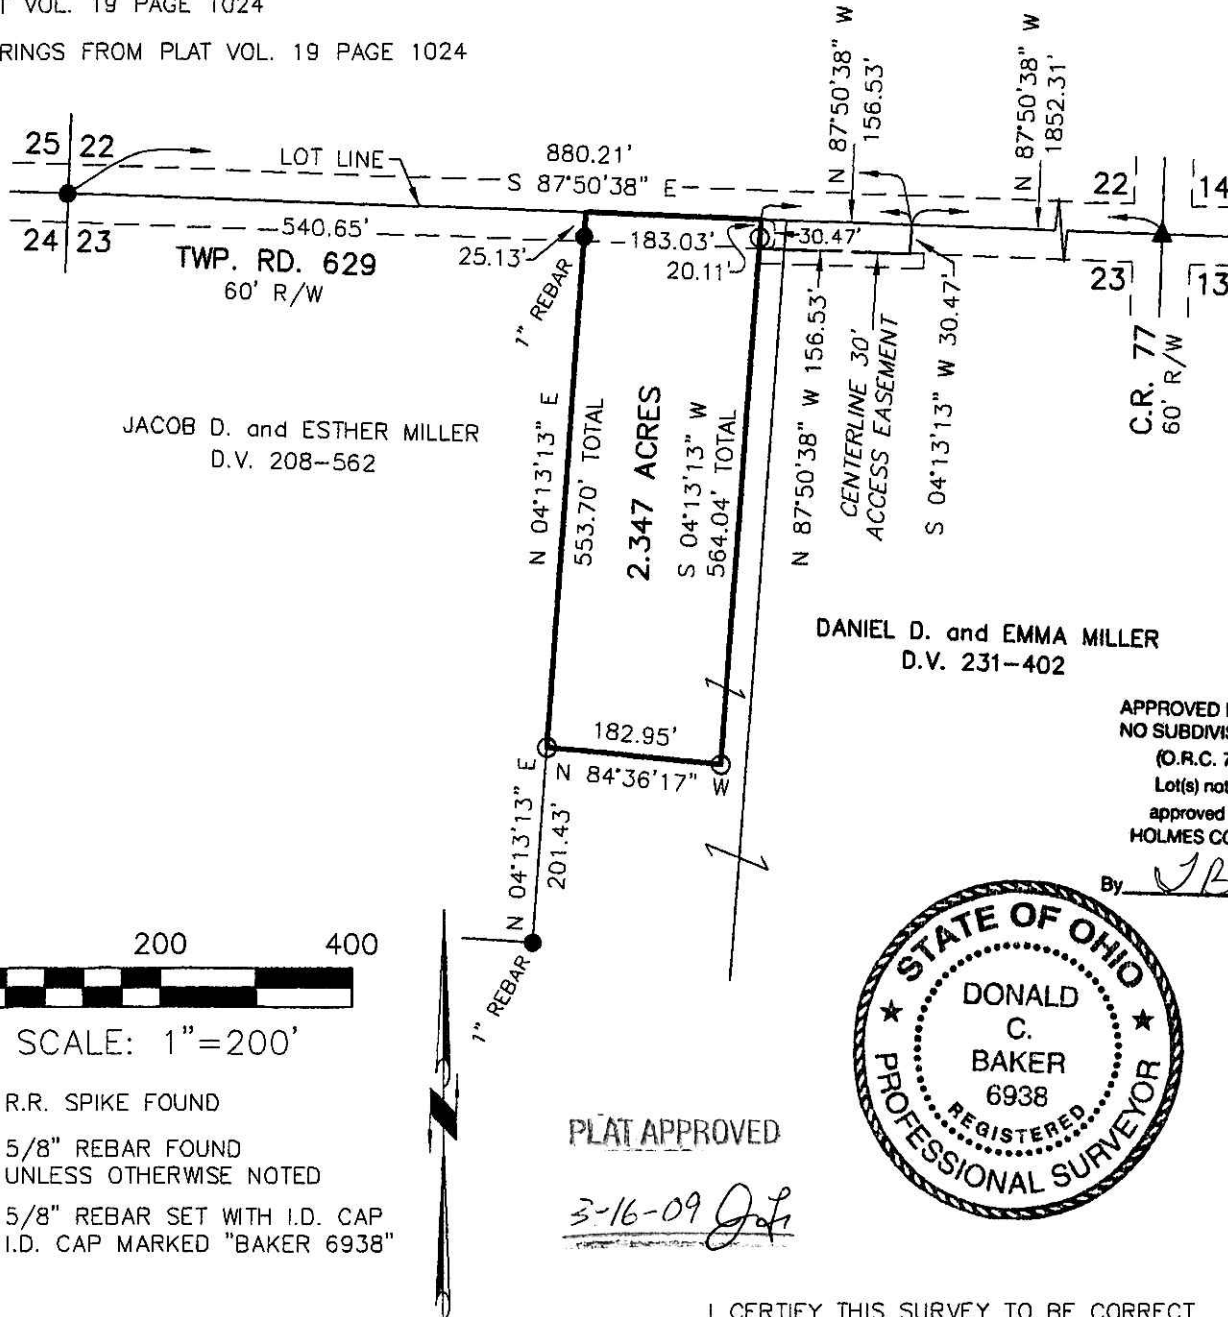 VOL. 19 PAGE 1024
RINGS FROM PLAT VOL. 19 PAGE 1024
25 22
24 23
LOT LINE
880.21'
S 87°50'38" E
N 87°50'38" W
156.53'
N 87°50'38" W
1852.31'
22 14
23 13
540.65'
TWP. RD. 629
60' R/W
25.13'
1" REBAR
183.03'
20.11'
30.47'
C.R. 77
60' R/W
JACOB D. and ESTHER MILLER
D.V. 208-562
N 04°13'13" E
553.70' TOTAL
2.347 ACRES
S 04°13'13" W
564.04' TOTAL
N 87°50'38" W 156.53'
CENTERLINE 30'
ACCESS EASEMENT
S 04°13'13" W 30.47'
DANIEL D. and EMMA MILLER
D.V. 231-402
182.95'
N 84°36'17" W
N 04°13'13" E
201.43'
1" REBAR
APPROVED
NO SUBDIVIS
(O.R.C. 7
Lot(s) not
approved
HOLMES CO
By
200 400
SCALE: 1"=200'
R.R. SPIKE FOUND
5/8" REBAR FOUND
UNLESS OTHERWISE NOTED
5/8" REBAR SET WITH I.D. CAP
I.D. CAP MARKED "BAKER 6938"
PLAT APPROVED
3-16-09
STATE OF OHIO
DONALD
C.
BAKER
6938
REGISTERED
PROFESSIONAL SURVEYOR
I CERTIFY THIS SURVEY TO BE CORRECT